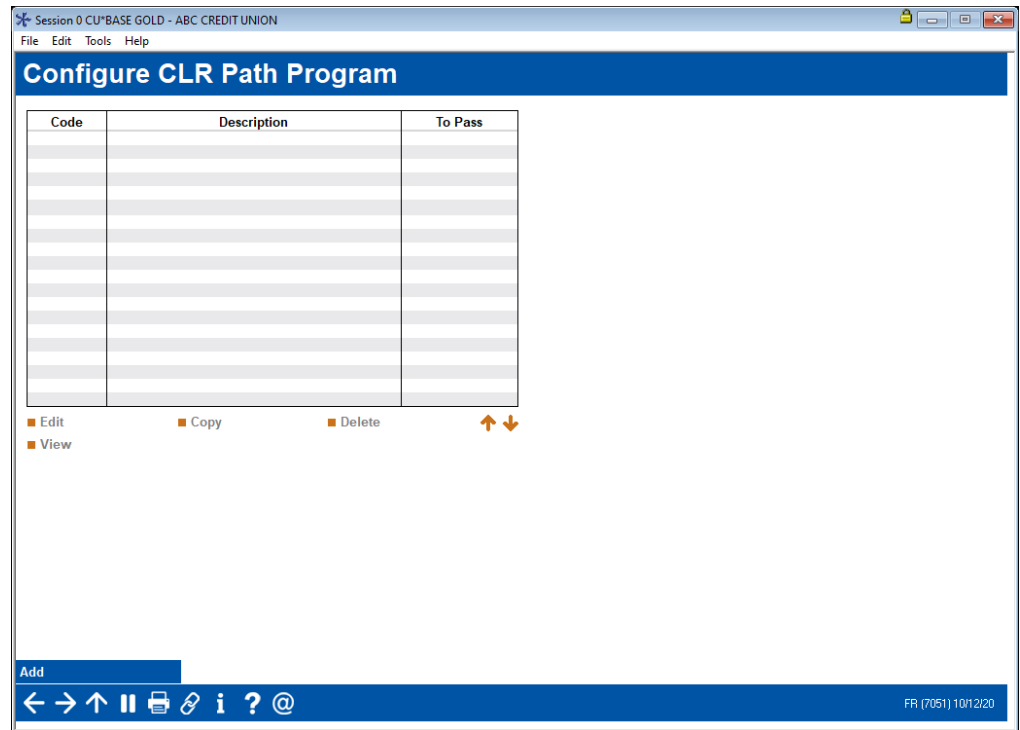 Session 0 CU*BASE GOLD - ABC CREDIT UNION
File Edit Tools Help
Configure CLR Path Program
Code Description To Pass
Edit Copy Delete
View
Add
FR (7051) 10/12/20